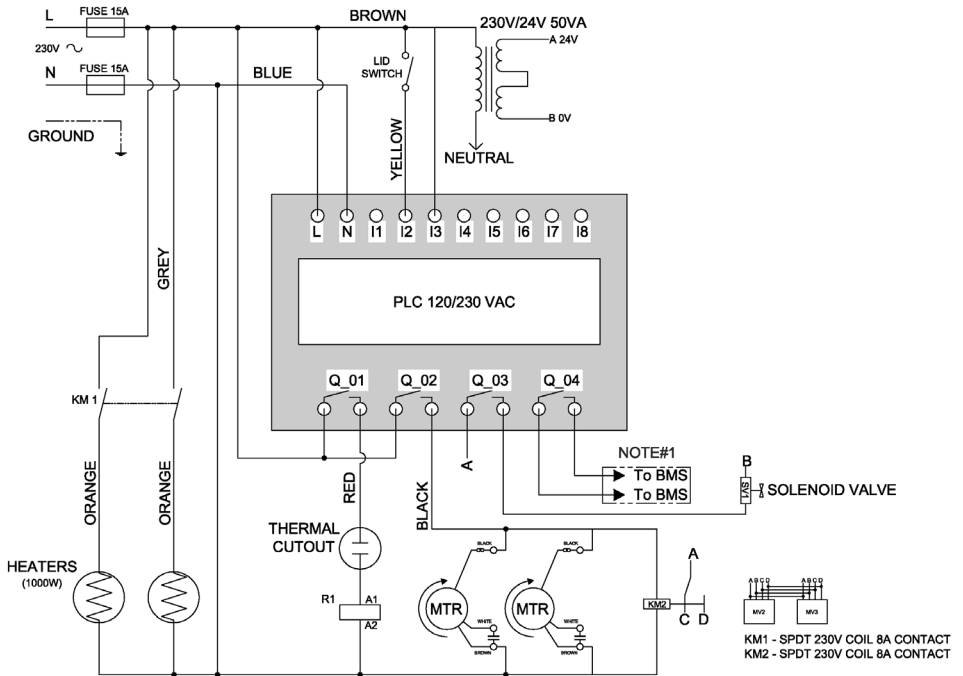 L
FUSE 15A
BROWN
230V/24V 50VA
A 24V
230V
LID
SWITCH
N
FUSE 15A
BLUE
B 0V
GROUND
YELLOW
NEUTRAL
GREY
L N I1 I2 I3 I4 I5 I6 I7 I8
PLC 120/230 VAC
Q_01 Q_02 Q_03 Q_04
KM 1
NOTE#1
To BMS
To BMS
A
B
SV1
SOLENOID VALVE
ORANGE
ORANGE
RED
BLACK
THERMAL
CUTOUT
HEATERS
(1000W)
R1
A1
A2
BLACK
MTR
WHITE
BROWN
BLACK
MTR
WHITE
BROWN
A
KM2
C D
A B C D
A B C D
MV2
MV3
KM1 - SPDT 230V COIL 8A CONTACT
KM2 - SPDT 230V COIL 8A CONTACT